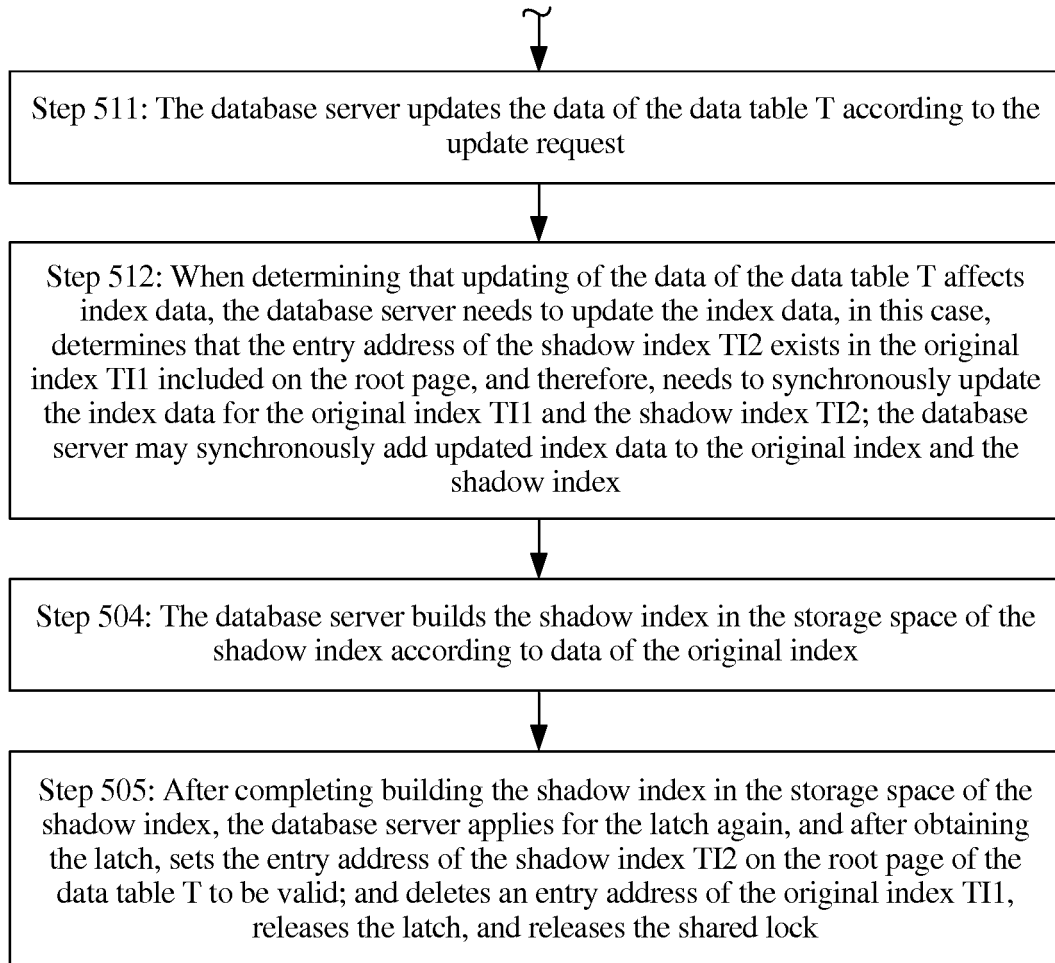 Step 511: The database server updates the data of the data table T according to the
update request
Step 512: When determining that updating of the data of the data table T affects
index data, the database server needs to update the index data, in this case,
determines that the entry address of the shadow index TI2 exists in the original
index TI1 included on the root page, and therefore, needs to synchronously update
the index data for the original index TI1 and the shadow index TI2; the database
server may synchronously add updated index data to the original index and the
shadow index
Step 504: The database server builds the shadow index in the storage space of the
shadow index according to data of the original index
Step 505: After completing building the shadow index in the storage space of the
shadow index, the database server applies for the latch again, and after obtaining
the latch, sets the entry address of the shadow index TI2 on the root page of the
data table T to be valid; and deletes an entry address of the original index TI1,
releases the latch, and releases the shared lock